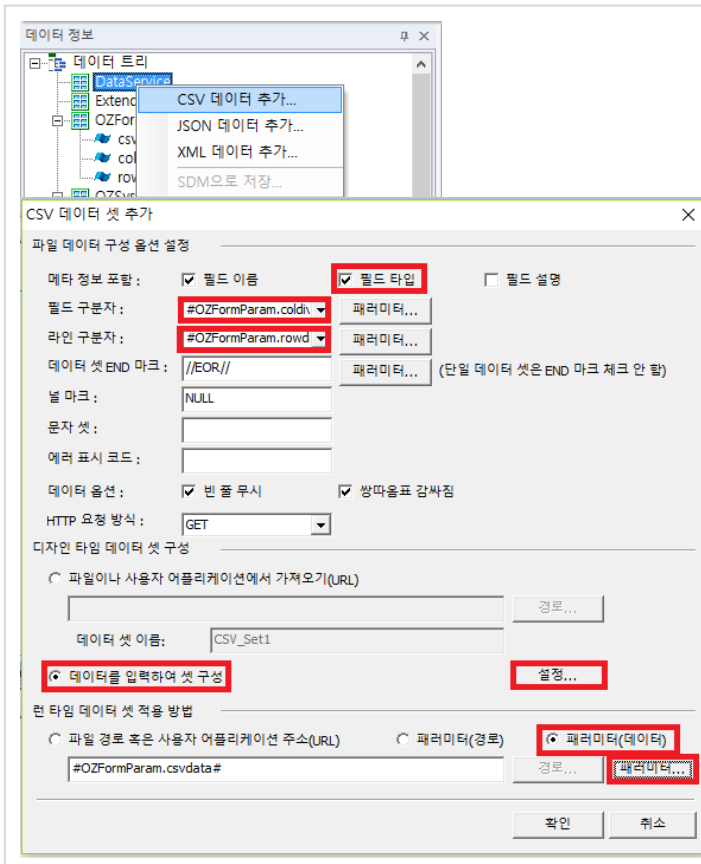 데이터 정보
데이터 트리
DataService
Extend
OZFor
csv
col
row
OZSys
CSV 데이터 추가...
JSON 데이터 추가...
XML 데이터 추가...
SDM으로 저장...
CSV 데이터 셋 추가
파일 데이터 구성 옵션 설정
메타 정보 포함 : 필드 이름 필드 타입 필드 설명
필드 구분자 : #OZFormParam.coldiv 패러미터...
라인 구분자 : #OZFormParam.rowd 패러미터...
데이터 셋 END 마크 : //EOR// 패러미터... (단일 데이터 셋은 END 마크 체크 안 함)
널 마크 : NULL
문자 셋 :
에러 표시 코드 :
데이터 옵션 : 빈 풀 무시 쌍따옴표 감싸짐
HTTP 요청 방식 : GET
디자인 타임 데이터 셋 구성
파일이나 사용자 어플리케이션에서 가져오기(URL)
경로...
데이터 셋 이름: CSV_Set1
데이터를 입력하여 셋 구성 설정...
런 타임 데이터 셋 적용 방법
파일 경로 혹은 사용자 어플리케이션 주소(URL) 패러미터(경로) 패러미터(데이터)
#OZFormParam.csvdata# 경로... 패러미터...
확인 취소